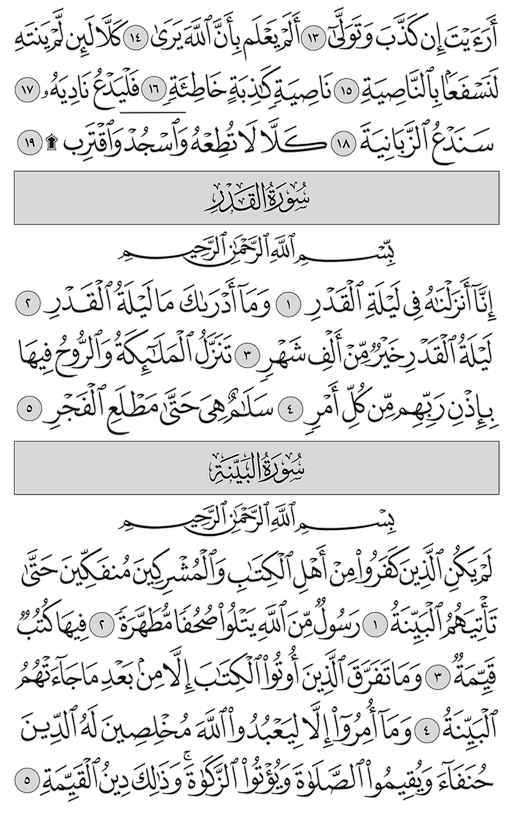 أَرَءَيْتَ إِن كَذَّبَ وَتَوَلَّىٰٓ ١٣ أَلَمْ يَعْلَم بِأَنَّ ٱللَّهَ يَرَىٰ ١٤ كَلَّا لَئِن لَّمْ يَنتَهِ
لَنَسْفَعًۢا بِٱلنَّاصِيَةِ ١٥ نَاصِيَةٍ كَٰذِبَةٍ خَاطِئَةٍ ١٦ فَلْيَدْعُ نَادِيَهُۥ ١٧
سَنَدْعُ ٱلزَّبَانِيَةَ ١٨ كَلَّا لَا تُطِعْهُ وَٱسْجُدْ وَٱقْتَرِب ۩ ١٩
سُورَةُ القَدْرِ
بِسْمِ ٱللَّهِ ٱلرَّحْمَٰنِ ٱلرَّحِيمِ
إِنَّآ أَنزَلْنَٰهُ فِى لَيْلَةِ ٱلْقَدْرِ ١ وَمَآ أَدْرَىٰكَ مَا لَيْلَةُ ٱلْقَدْرِ ٢
لَيْلَةُ ٱلْقَدْرِ خَيْرٌ مِّنْ أَلْفِ شَهْرٍ ٣ تَنَزَّلُ ٱلْمَلَٰٓئِكَةُ وَٱلرُّوحُ فِيهَا
بِإِذْنِ رَبِّهِم مِّن كُلِّ أَمْرٍ ٤ سَلَٰمٌ هِىَ حَتَّىٰ مَطْلَعِ ٱلْفَجْرِ ٥
سُورَةُ البَيِّنَةِ
بِسْمِ ٱللَّهِ ٱلرَّحْمَٰنِ ٱلرَّحِيمِ
لَمْ يَكُنِ ٱلَّذِينَ كَفَرُوا۟ مِنْ أَهْلِ ٱلْكِتَٰبِ وَٱلْمُشْرِكِينَ مُنفَكِّينَ حَتَّىٰ
تَأْتِيَهُمُ ٱلْبَيِّنَةُ ١ رَسُولٌ مِّنَ ٱللَّهِ يَتْلُوا۟ صُحُفًا مُّطَهَّرَةً ٢ فِيهَا كُتُبٌ
قَيِّمَةٌ ٣ وَمَا تَفَرَّقَ ٱلَّذِينَ أُوتُوا۟ ٱلْكِتَٰبَ إِلَّا مِنۢ بَعْدِ مَا جَآءَتْهُمُ
ٱلْبَيِّنَةُ ٤ وَمَآ أُمِرُوٓا۟ إِلَّا لِيَعْبُدُوا۟ ٱللَّهَ مُخْلِصِينَ لَهُ ٱلدِّينَ
حُنَفَآءَ وَيُقِيمُوا۟ ٱلصَّلَوٰةَ وَيُؤْتُوا۟ ٱلزَّكَوٰةَ ۚ وَذَٰلِكَ دِينُ ٱلْقَيِّمَةِ ٥